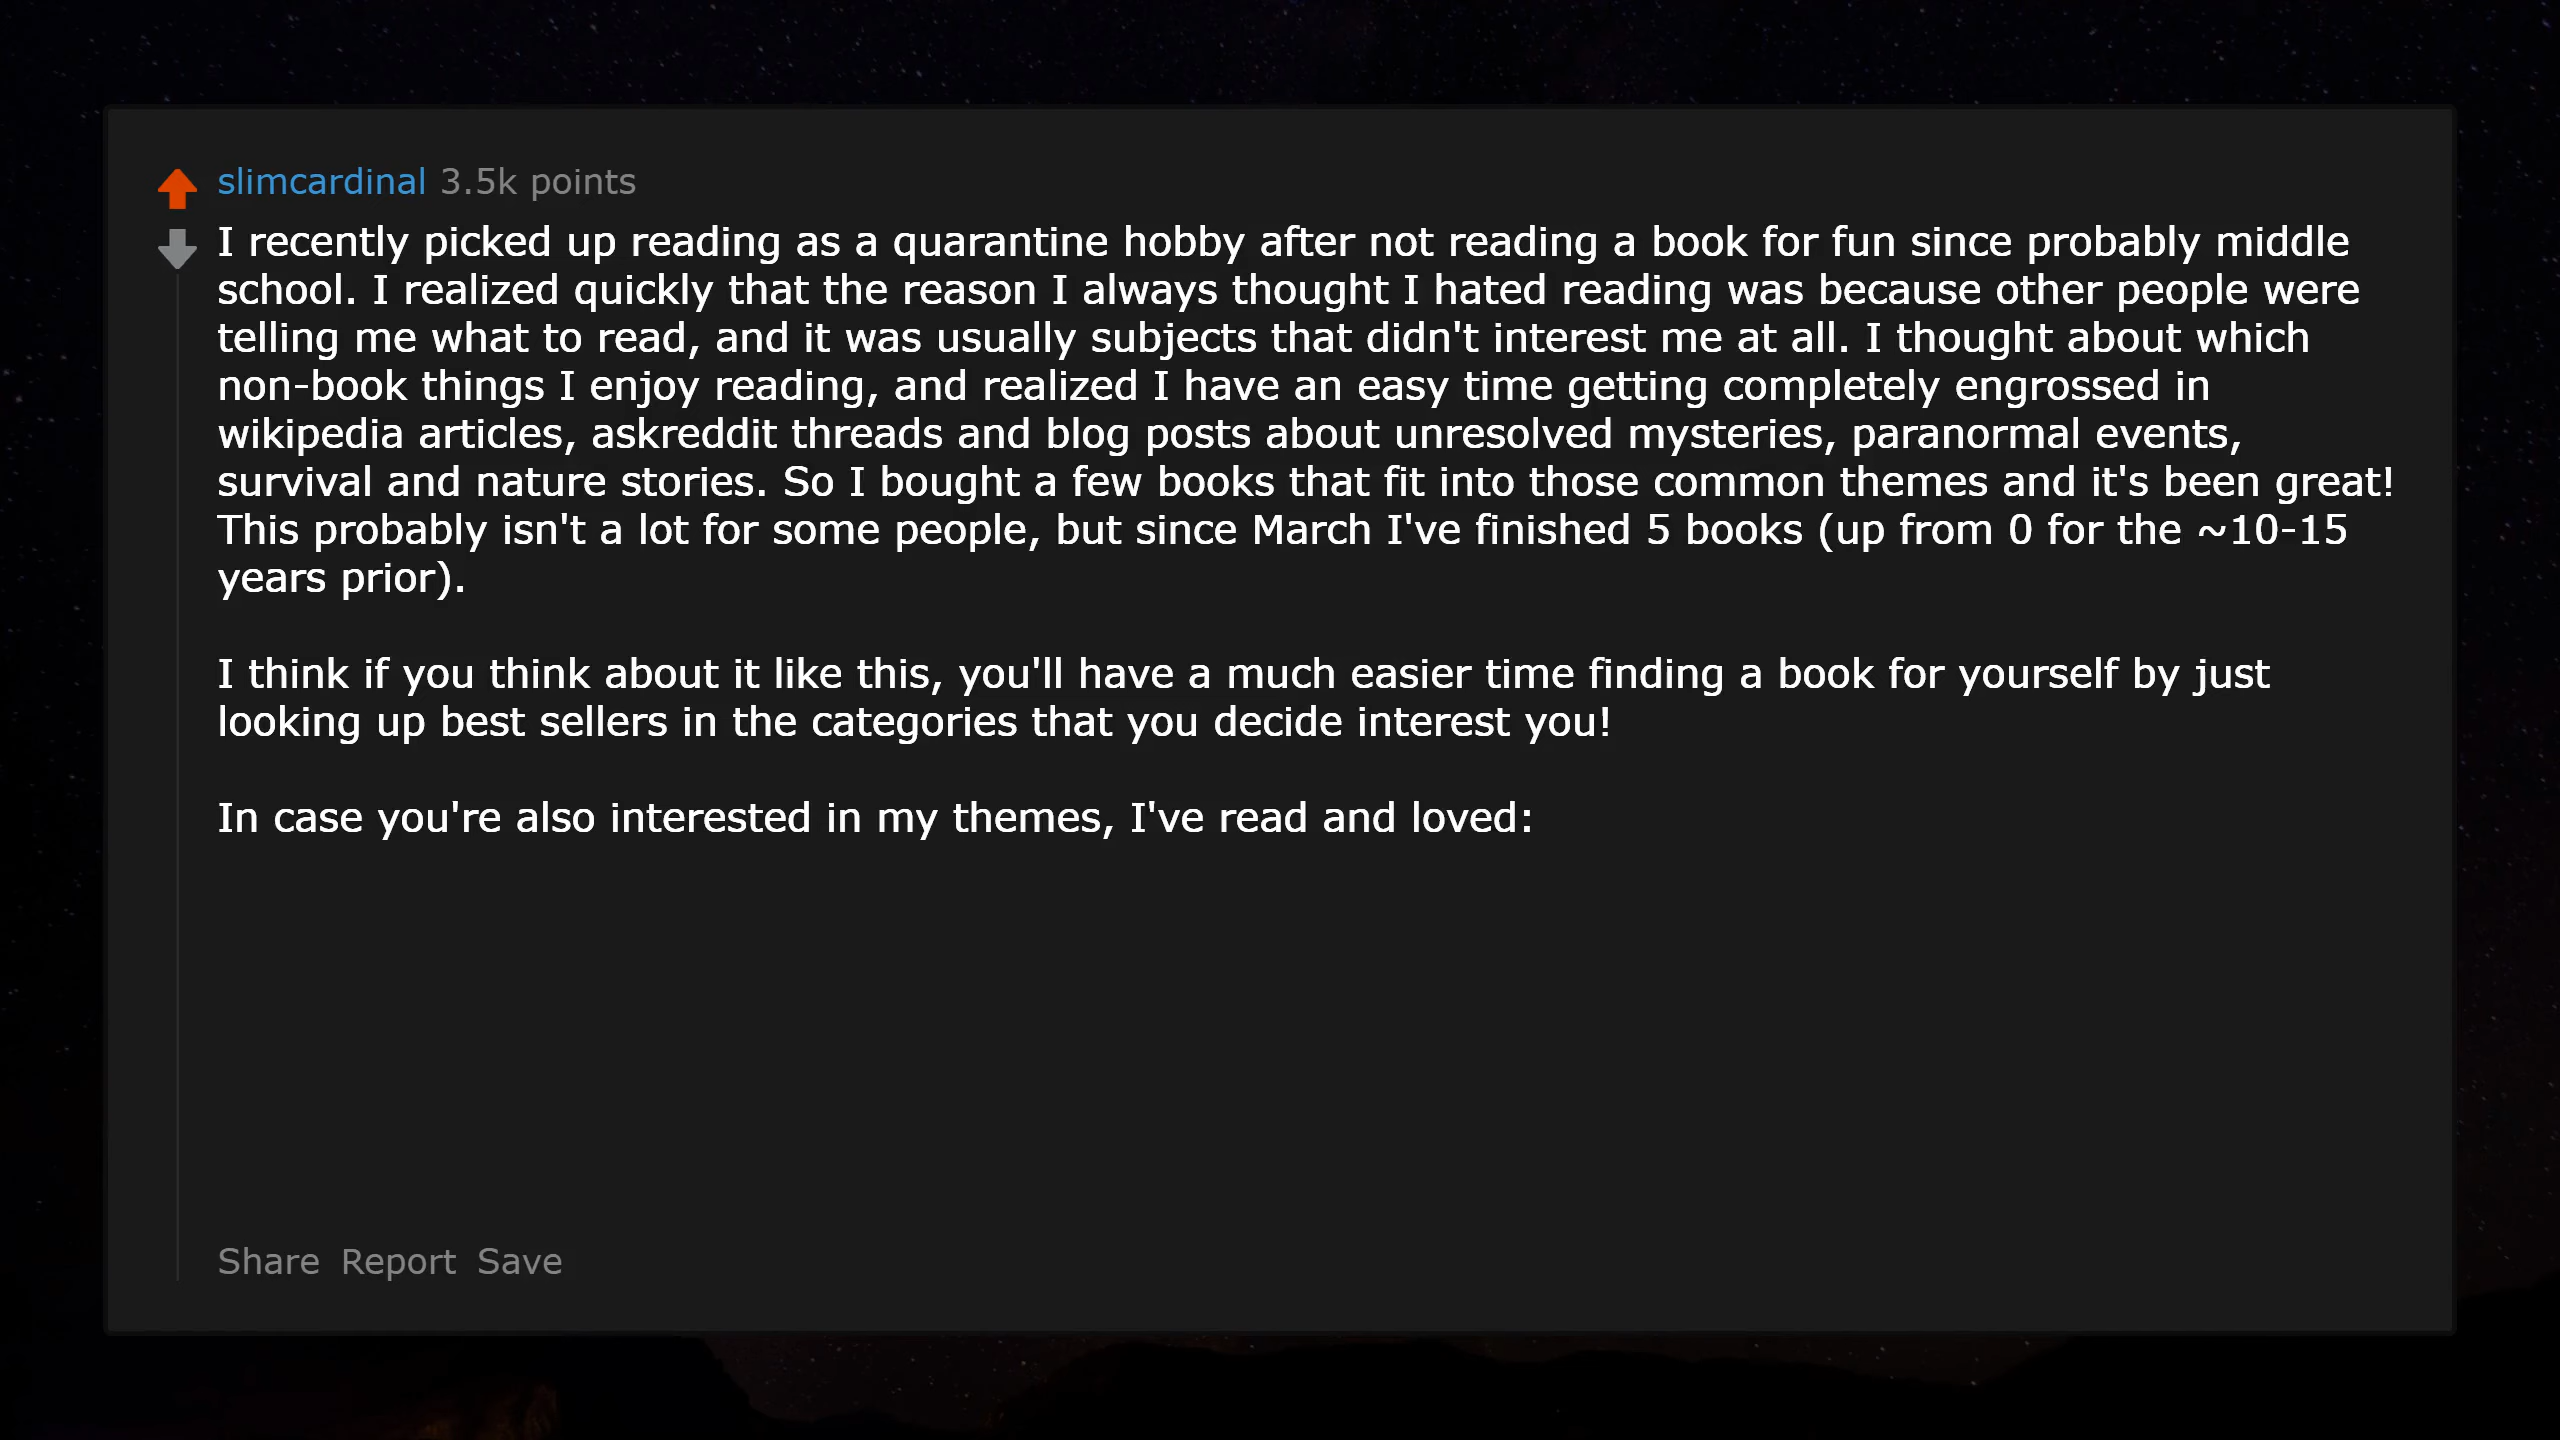 slimcardinal 3.5k points
I recently picked up reading as a quarantine hobby after not reading a book for fun since probably middle
school. I realized quickly that the reason I always thought I hated reading was because other people were
telling me what to read, and it was usually subjects that didn't interest me at all. I thought about which
non-book things I enjoy reading, and realized I have an easy time getting completely engrossed in
wikipedia articles, askreddit threads and blog posts about unresolved mysteries, paranormal events,
survival and nature stories. So I bought a few books that fit into those common themes and it's been great!
This probably isn't a lot for some people, but since March I've finished 5 books (up from 0 for the ~10-15
years prior).
I think if you think about it like this, you'll have a much easier time finding a book for yourself by just
looking up best sellers in the categories that you decide interest you!
In case you're also interested in my themes, I've read and loved:
Share Report Save